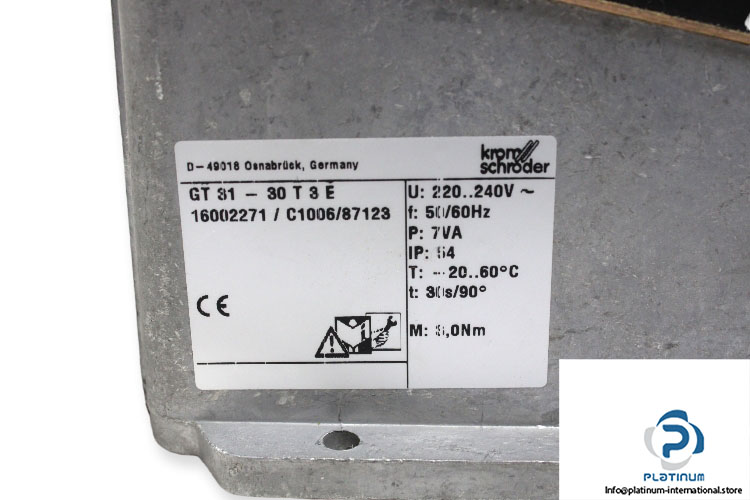 D-49018 Osnabrück, Germany
krom schröder
GT 31 - 30 T 3 E
16002271 / C1006/87123
U: 220..240V ~
f: 50/60Hz
P: 7VA
IP: 54
T: -20..60°C
t: 30s/90°
M: 3,0Nm
CE
PLATINUM
Info@platinum-international.store